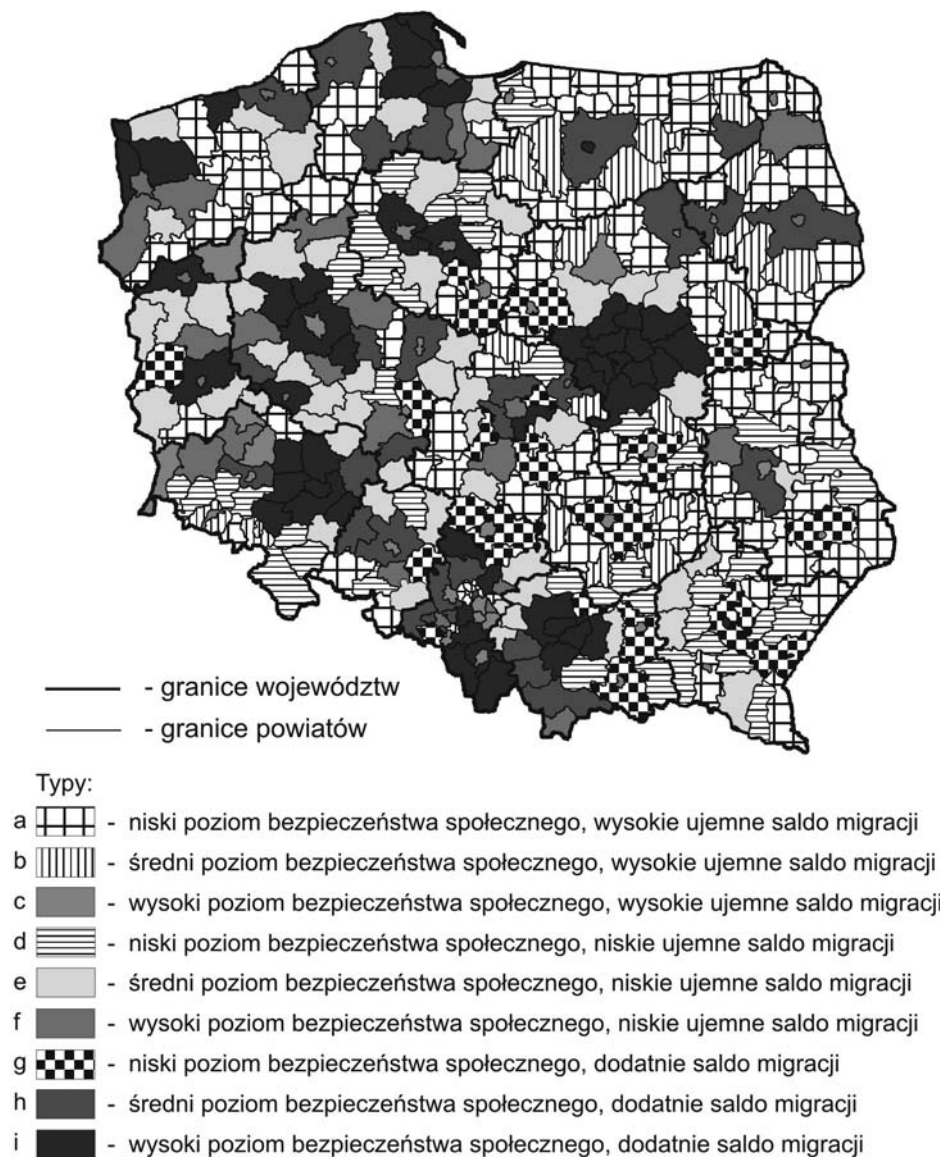 - granice województw
- granice powiatów
Typy:
a - niski poziom bezpieczeństwa społecznego, wysokie ujemne saldo migracji
b - średni poziom bezpieczeństwa społecznego, wysokie ujemne saldo migracji
c - wysoki poziom bezpieczeństwa społecznego, wysokie ujemne saldo migracji
d - niski poziom bezpieczeństwa społecznego, niskie ujemne saldo migracji
e - średni poziom bezpieczeństwa społecznego, niskie ujemne saldo migracji
f - wysoki poziom bezpieczeństwa społecznego, niskie ujemne saldo migracji
g - niski poziom bezpieczeństwa społecznego, dodatnie saldo migracji
h - średni poziom bezpieczeństwa społecznego, dodatnie saldo migracji
i - wysoki poziom bezpieczeństwa społecznego, dodatnie saldo migracji